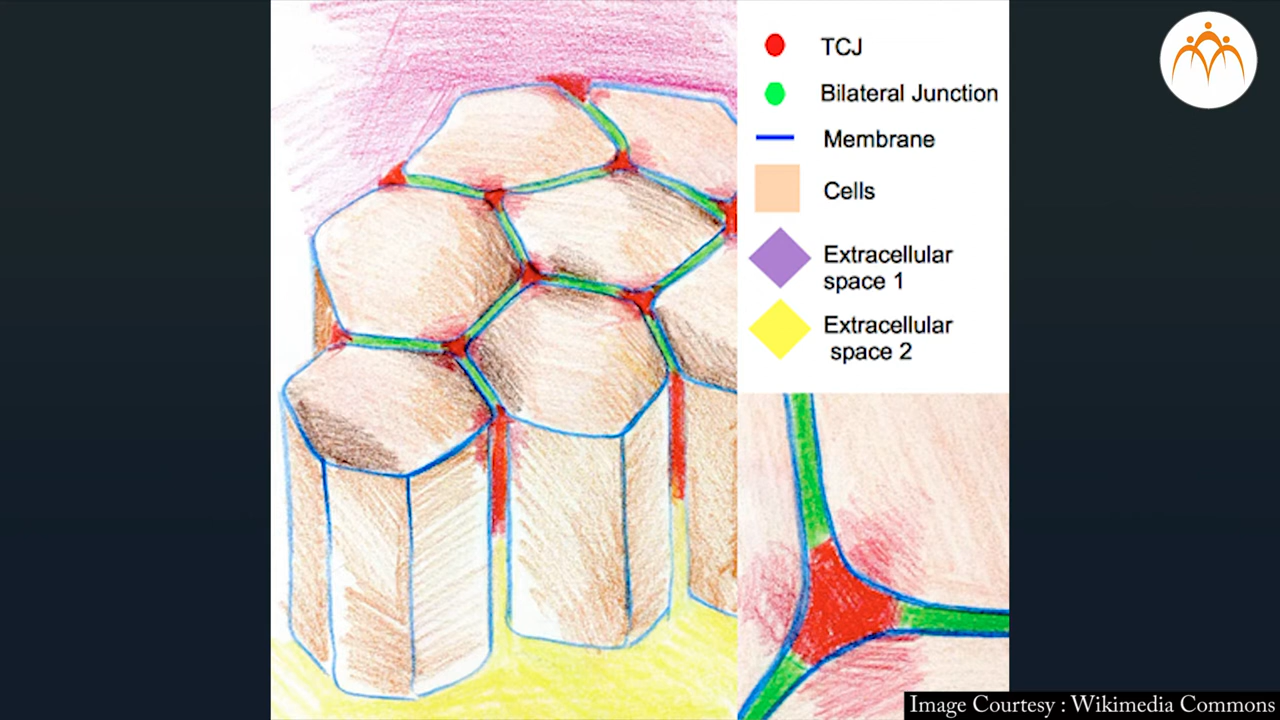 TCJ
Bilateral Junction
Membrane
Cells
Extracellular
space 1
Extracellular
space 2
Image Courtesy : Wikimedia Commons